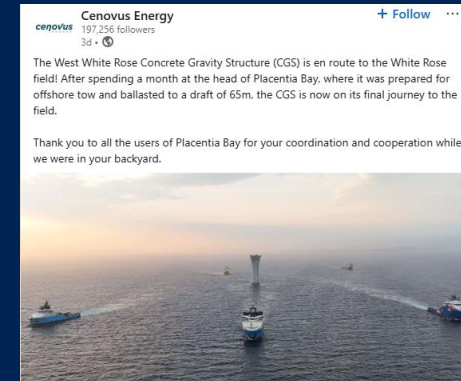 Cenovus Energy
+ Follow ...
cenovus
197,256 followers
3d •
The West White Rose Concrete Gravity Structure (CGS) is en route to the White Rose
field! After spending a month at the head of Placentia Bay, where it was prepared for
offshore tow and ballasted to a draft of 65m, the CGS is now on its final journey to the
field.
Thank you to all the users of Placentia Bay for your coordination and cooperation while
we were in your backyard.